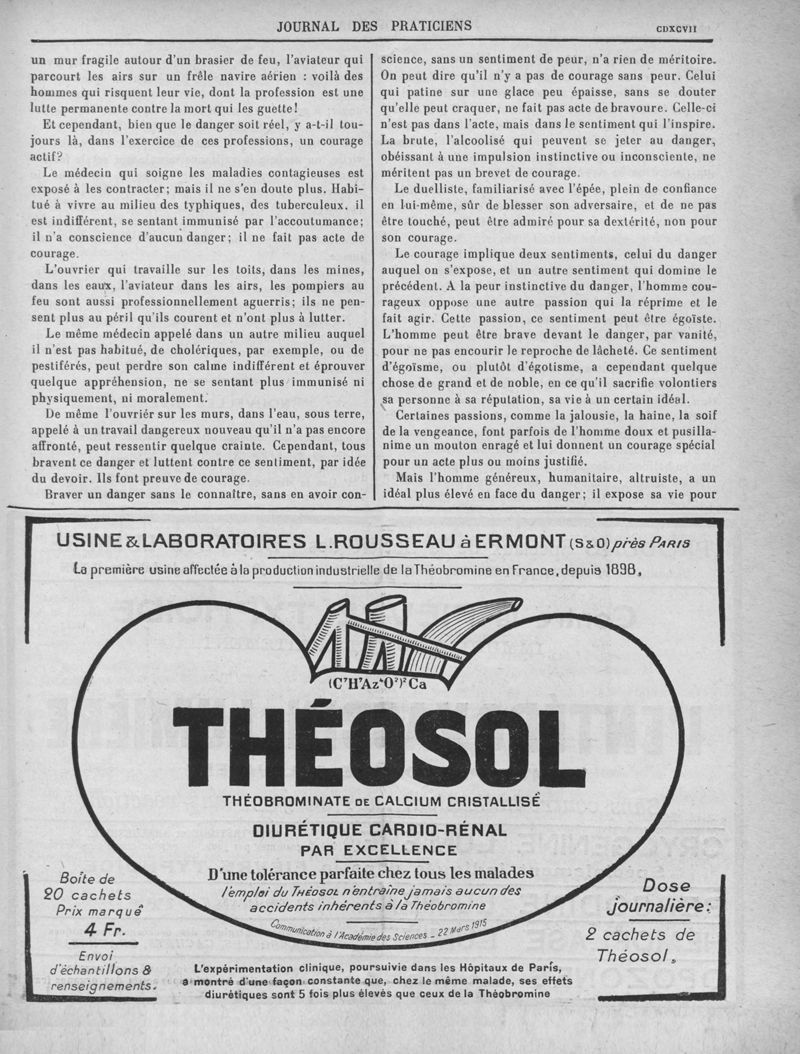 JOURNAL DES PRATICIENS
CDXCVII
un mur fragile autour d'un brasier de feu, l'aviateur qui
parcourt les airs sur un frêle navire aérien : voilà des
hommes qui risquent leur vie, dont la profession est une
lutte permanente contre la mort qui les guette!
Et cependant, bien que le danger soit réel, y a-t-il tou-
jours là, dans l'exercice de ces professions, un courage
actif?
Le médecin qui soigne les maladies contagieuses est
exposé à les contracter; mais il ne s'en doute plus. Habi-
tué à vivre au milieu des typhiques, des tuberculeux, il
est indifférent, se sentant immunisé par l'accoutumance;
il n'a conscience d'aucun danger; il ne fait pas acte de
courage.
L'ouvrier qui travaille sur les toits, dans les mines,
dans les eaux, l'aviateur dans les airs, les pompiers au
feu sont aussi professionnellement aguerris; ils ne pen-
sent plus au péril qu'ils courent et n'ont plus à lutter.
Le même médecin appelé dans un autre milieu auquel
il n'est pas habitué, de cholériques, par exemple, ou de
pestiférés, peut perdre son calme indifférent et éprouver
quelque appréhension, ne se sentant plus immunisé ni
physiquement, ni moralement.
De même l'ouvriér sur les murs, dans l'eau, sous terre,
appelé à un travail dangereux nouveau qu'il n'a pas encore
affronté, peut ressentir quelque crainte. Cependant, tous
bravent ce danger et luttent contre ce sentiment, par idée
du devoir. Ils font preuve de courage.
Braver un danger sans le connaître, sans en avoir con-
science, sans un sentiment de peur, n'a rien de méritoire.
On peut dire qu'il n'y a pas de courage sans peur. Celui
qui patine sur une glace peu épaisse, sans se douter
qu'elle peut craquer, ne fait pas acte de bravoure. Celle-ci
n'est pas dans l'acte, mais dans le sentiment qui l'inspire.
La brute, l'alcoolisé qui peuvent se jeter au danger,
obéissant à une impulsion instinctive ou inconsciente, ne
méritent pas un brevet de courage.
Le duelliste, familiarisé avec l'épée, plein de confiance
en lui-même, sûr de blesser son adversaire, et de ne pas
être touché, peut être admiré pour sa dextérité, non pour
son courage.
Le courage implique deux sentiments, celui du danger
auquel on s'expose, et un autre sentiment qui domine le
précédent. A la peur instinctive du danger, l'homme cou-
rageux oppose une autre passion qui la réprime et le
fait agir. Cette passion, ce sentiment peut être égoïste.
L'homme peut être brave devant le danger, par vanité,
pour ne pas encourir le reproche de lâcheté. Ce sentiment
d'égoïsme, ou plutôt d'égotisme, a cependant quelque
chose de grand et de noble, en ce qu'il sacrifie volontiers
sa personne à sa réputation, sa vie à un certain idéal.
Certaines passions, comme la jalousie, la haine, la soif
de la vengeance, font parfois de l'homme doux et pusilla-
nime un mouton enragé et lui donnent un courage spécial
pour un acte plus ou moins justifié.
Mais l'homme généreux, humanitaire, altruiste, a un
idéal plus élevé en face du danger; il expose sa vie pour
USINE & LABORATOIRES L. ROUSSEAU à ERMONT (S & O) près PARIS
La première usine affectée à la production industrielle de la Théobromine en France, depuis 1898.
(C⁷H⁷Az⁴O²)²Ca
THÉOSOL
THÉOBROMINATE DE CALCIUM CRISTALLISÉ
DIURÉTIQUE CARDIO-RÉNAL
PAR EXCELLENCE
D'une tolérance parfaite chez tous les malades
l'emploi du THÉOSOL n'entraîne jamais aucun des
accidents inhérents à la Théobromine
Communication à l'Académie des Sciences - 22 Mars 1915
Boîte de
20 cachets
Prix marqué
4 Fr.
Envoi
d'échantillons &
renseignements.
L'expérimentation clinique, poursuivie dans les Hôpitaux de Paris,
a montré d'une façon constante que, chez le même malade, ses effets
diurétiques sont 5 fois plus élevés que ceux de la Théobromine
Dose
journalière:
2 cachets de
Théosol.